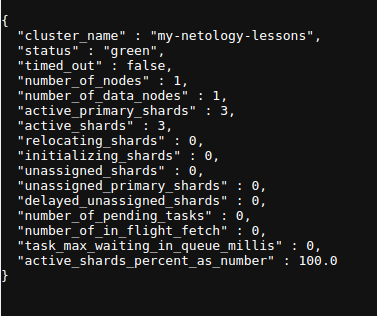 {
  "cluster_name" : "my-netology-lessons",
  "status" : "green",
  "timed_out" : false,
  "number_of_nodes" : 1,
  "number_of_data_nodes" : 1,
  "active_primary_shards" : 3,
  "active_shards" : 3,
  "relocating_shards" : 0,
  "initializing_shards" : 0,
  "unassigned_shards" : 0,
  "unassigned_primary_shards" : 0,
  "delayed_unassigned_shards" : 0,
  "number_of_pending_tasks" : 0,
  "number_of_in_flight_fetch" : 0,
  "task_max_waiting_in_queue_millis" : 0,
  "active_shards_percent_as_number" : 100.0
}